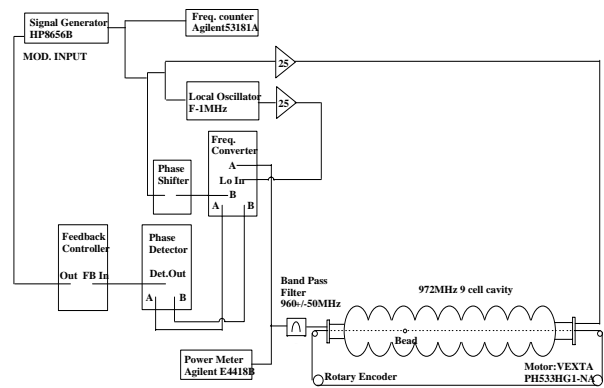 Signal Generator
HP8656B
Freq. counter
Agilent53181A
MOD. INPUT
25
Local Oscillator
F-1MHz
25
Freq.
Converter
A
Lo In
B
A B
Phase
Shifter
Feedback
Controller
Out FB In
Phase
Detector
Det.Out
A B
Band Pass
Filter
960+/-50MHz
972MHz 9 cell cavity
Bead
Power Meter
Agilent E4418B
Rotary Encoder
Motor:VEXTA
PH533HG1-NA